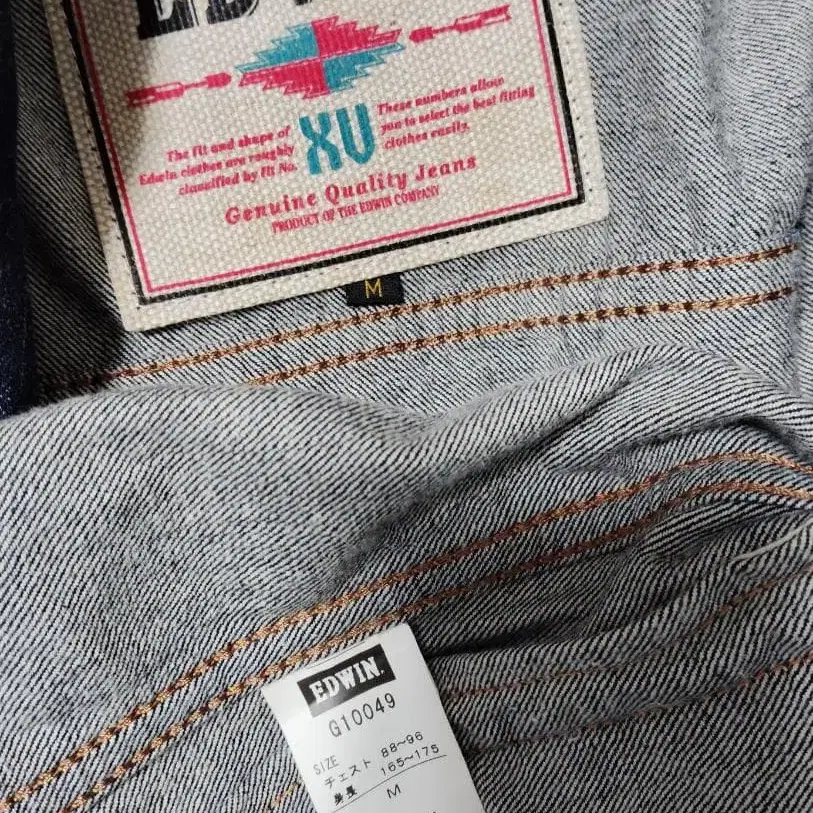 EDWIN
The fit and shape of
Edwin clothes are roughly
classified by fit No.
XV
These numbers allow
you to select the best fitting
clothes easily.
Genuine Quality Jeans
PRODUCT OF THE EDWIN COMPANY
M
EDWIN.
G10049
SIZE
チェスト 88~96
身長 165~175
M